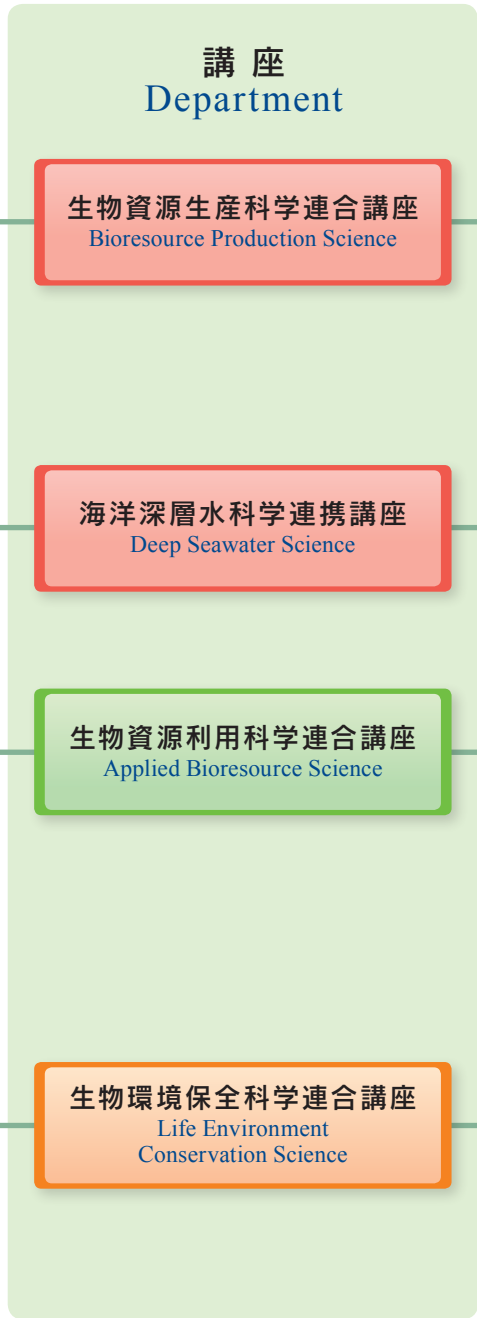 講 座
Department
生物資源生産科学連合講座
Bioresource Production Science
海洋深層水科学連携講座
Deep Seawater Science
生物資源利用科学連合講座
Applied Bioresource Science
生物環境保全科学連合講座
Life Environment
Conservation Science